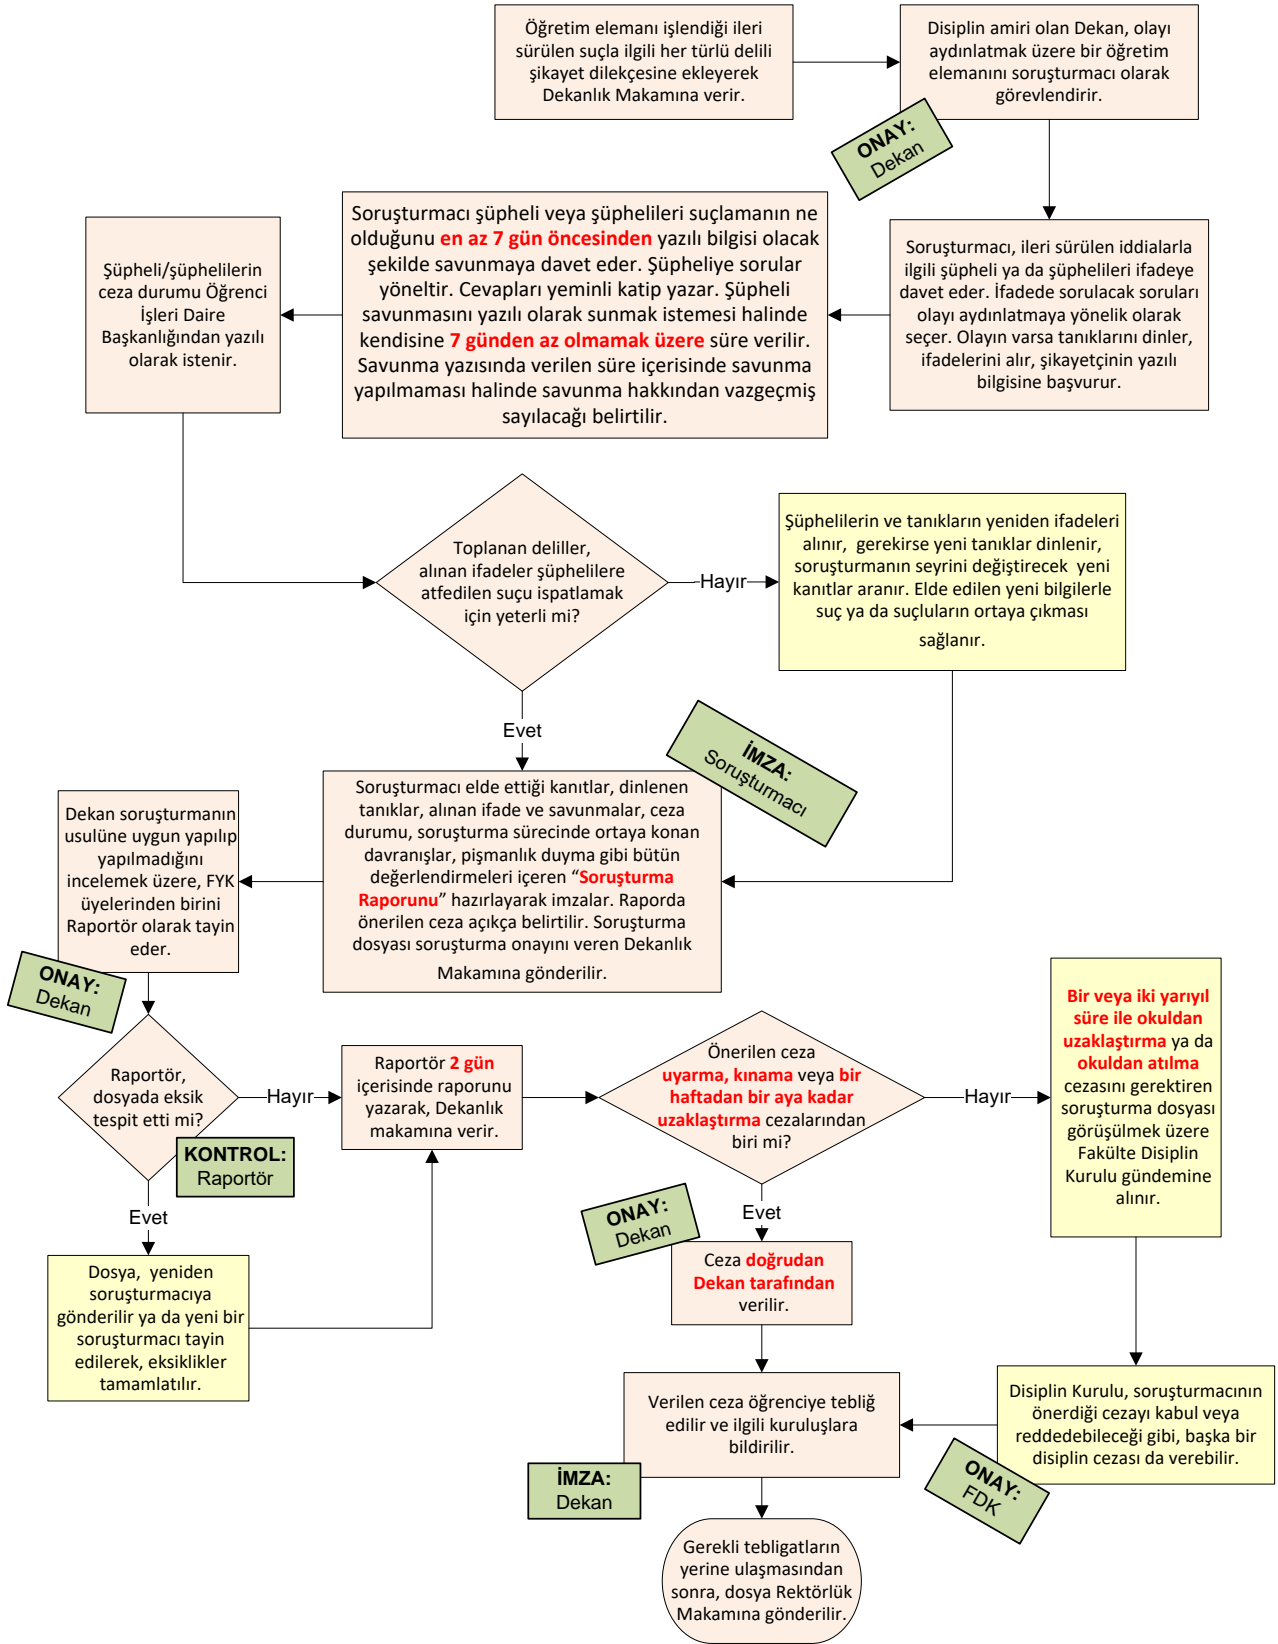 Öğretim elemanı işlendiği ileri
sürülen suçla ilgili her türlü delili
şikayet dilekçesine ekleyerek
Dekanlık Makamına verir.
Disiplin amiri olan Dekan, olayı
aydınlatmak üzere bir öğretim
elemanını soruşturmacı olarak
görevlendirir.
ONAY:
Dekan
Soruşturmacı, ileri sürülen iddialarla
ilgili şüpheli ya da şüphelileri ifadeye
davet eder. İfadede sorulacak soruları
olayı aydınlatmaya yönelik olarak
seçer. Olayın varsa tanıklarını dinler,
ifadelerini alır, şikayetçinin yazılı
bilgisine başvurur.
Soruşturmacı şüpheli veya şüphelileri suçlamanın ne
olduğunu en az 7 gün öncesinden yazılı bilgisi olacak
şekilde savunmaya davet eder. Şüpheliye sorular
yöneltir. Cevapları yeminli katip yazar. Şüpheli
savunmasını yazılı olarak sunmak istemesi halinde
kendisine 7 günden az olmamak üzere süre verilir.
Savunma yazısında verilen süre içerisinde savunma
yapılmaması halinde savunma hakkından vazgeçmiş
sayılacağı belirtilir.
Şüpheli/şüphelilerin
ceza durumu Öğrenci
İşleri Daire
Başkanlığından yazılı
olarak istenir.
Toplanan deliller,
alınan ifadeler şüphelilere
atfedilen suçu ispatlamak
için yeterli mi?
Hayır
Şüphelilerin ve tanıkların yeniden ifadeleri
alınır, gerekirse yeni tanıklar dinlenir,
soruşturmanın seyrini değiştirecek yeni
kanıtlar aranır. Elde edilen yeni bilgilerle
suç ya da suçluların ortaya çıkması
sağlanır.
Evet
İMZA:
Soruşturmacı
Soruşturmacı elde ettiği kanıtlar, dinlenen
tanıklar, alınan ifade ve savunmalar, ceza
durumu, soruşturma sürecinde ortaya konan
davranışlar, pişmanlık duyma gibi bütün
değerlendirmeleri içeren “Soruşturma
Raporunu” hazırlayarak imzalar. Raporda
önerilen ceza açıkça belirtilir. Soruşturma
dosyası soruşturma onayını veren Dekanlık
Makamına gönderilir.
Dekan soruşturmanın
usulüne uygun yapılıp
yapılmadığını
incelemek üzere, FYK
üyelerinden birini
Raportör olarak tayin
eder.
ONAY:
Dekan
Raportör,
dosyada eksik
tespit etti mi?
KONTROL:
Raportör
Hayır
Raportör 2 gün
içerisinde raporunu
yazarak, Dekanlık
makamına verir.
Evet
Dosya, yeniden
soruşturmacıya
gönderilir ya da yeni bir
soruşturmacı tayin
edilerek, eksiklikler
tamamlatılır.
Önerilen ceza
uyarma, kınama veya bir
haftadan bir aya kadar
uzaklaştırma cezalarından
biri mi?
Hayır
Bir veya iki yarıyıl
süre ile okuldan
uzaklaştırma ya da
okuldan atılma
cezasını gerektiren
soruşturma dosyası
görüşülmek üzere
Fakülte Disiplin
Kurulu gündemine
alınır.
Evet
ONAY:
Dekan
Ceza doğrudan
Dekan tarafından
verilir.
Disiplin Kurulu, soruşturmacının
önerdiği cezayı kabul veya
reddedebileceği gibi, başka bir
disiplin cezası da verebilir.
ONAY:
FDK
Verilen ceza öğrenciye tebliğ
edilir ve ilgili kuruluşlara
bildirilir.
İMZA:
Dekan
Gerekli tebligatların
yerine ulaşmasından
sonra, dosya Rektörlük
Makamına gönderilir.